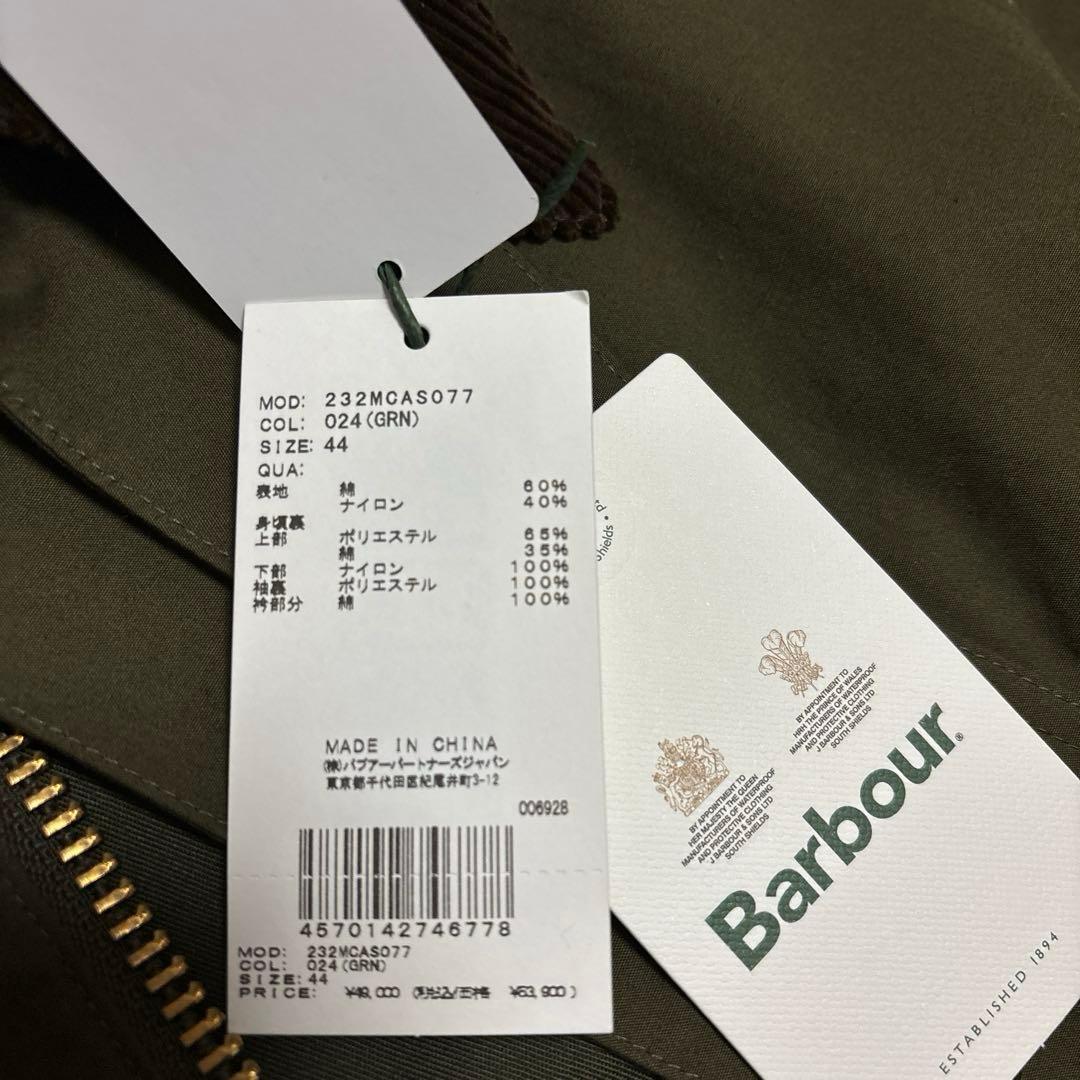 MOD: 232MCAS077
COL: 024(GRN)
SIZE: 44
QUA:
表地 綿 60%
ナイロン 40%
身頃裏
上部 ポリエステル 65%
綿 35%
下部 ナイロン 100%
袖裏 ポリエステル 100%
衿部分 綿 100%
MADE IN CHINA
(株)バブアーパートナーズジャパン
東京都千代田区紀尾井町3-12
006928
4570142746778
MOD: 232MCAS077
COL: 024(GRN)
SIZE: 44
PRICE: ¥49,000 (税込価格 ¥53,900)
Shields •
BY APPOINTMENT TO
HRH THE PRINCE OF WALES
MANUFACTURERS OF WATERPROOF
AND PROTECTIVE CLOTHING
J BARBOUR & SONS LTD
SOUTH SHIELDS
BY APPOINTMENT TO
HER MAJESTY THE QUEEN
MANUFACTURERS OF WATERPROOF
AND PROTECTIVE CLOTHING
J BARBOUR & SONS LTD
SOUTH SHIELDS
Barbour®
ESTABLISHED 1894